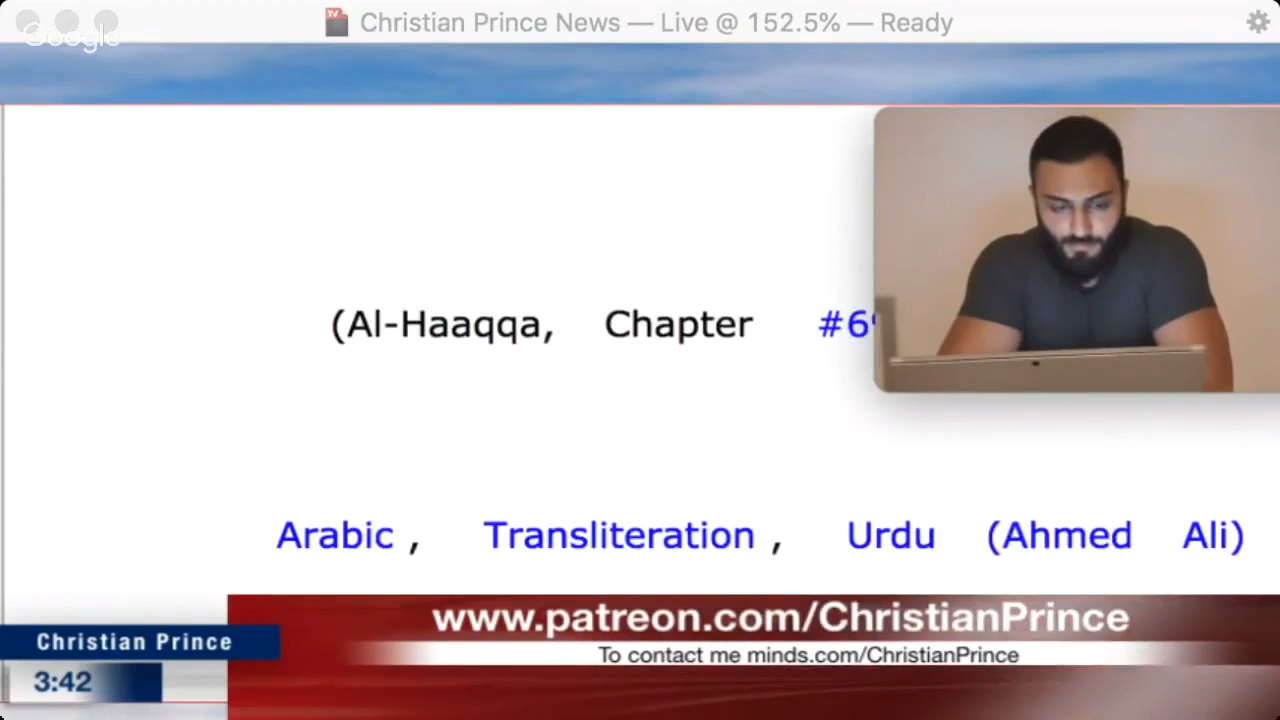 Christian Prince News — Live @ 152.5% — Ready
Google
(Al-Haaqqa, Chapter #6
Arabic , Transliteration , Urdu (Ahmed Ali)
www.patreon.com/ChristianPrince
To contact me minds.com/ChristianPrince
Christian Prince
3:42